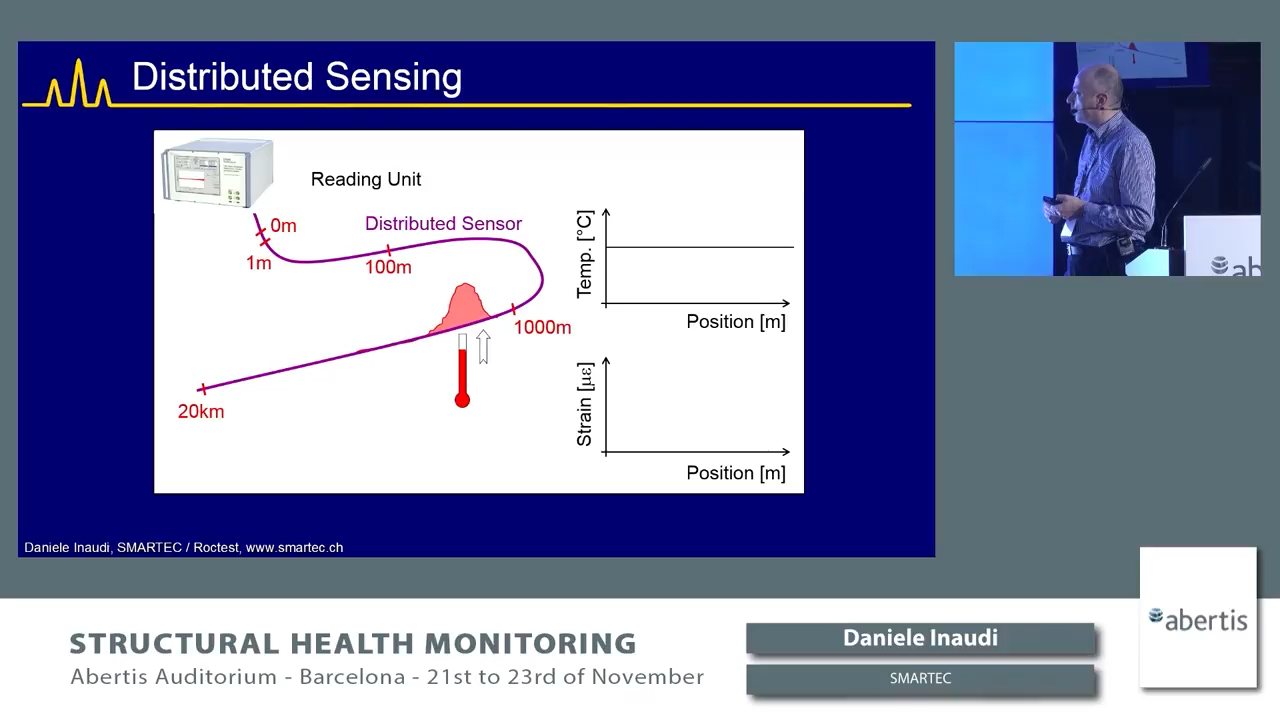 Distributed Sensing
Reading Unit
0m
Distributed Sensor
1m
100m
1000m
20km
Temp. [°C]
Position [m]
Strain [µε]
Position [m]
Daniele Inaudi, SMARTEC / Roctest, www.smartec.ch
ab
STRUCTURAL HEALTH MONITORING
Abertis Auditorium - Barcelona - 21st to 23rd of November
Daniele Inaudi
SMARTEC
abertis